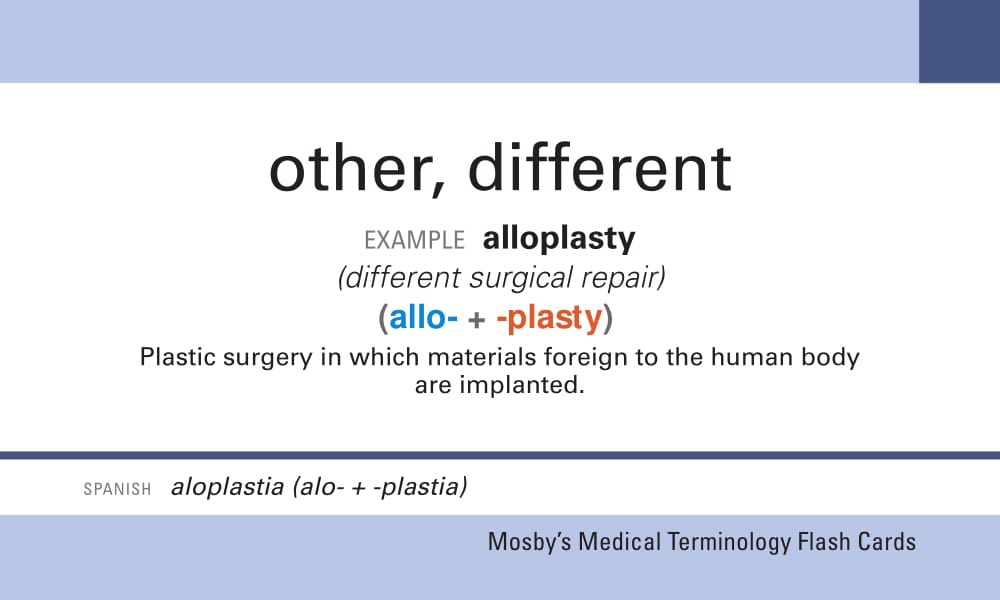 other, different
EXAMPLE alloplasty
(different surgical repair)
(allo- + -plasty)
Plastic surgery in which materials foreign to the human body
are implanted.
SPANISH aloplastia (alo- + -plastia)
Mosby's Medical Terminology Flash Cards